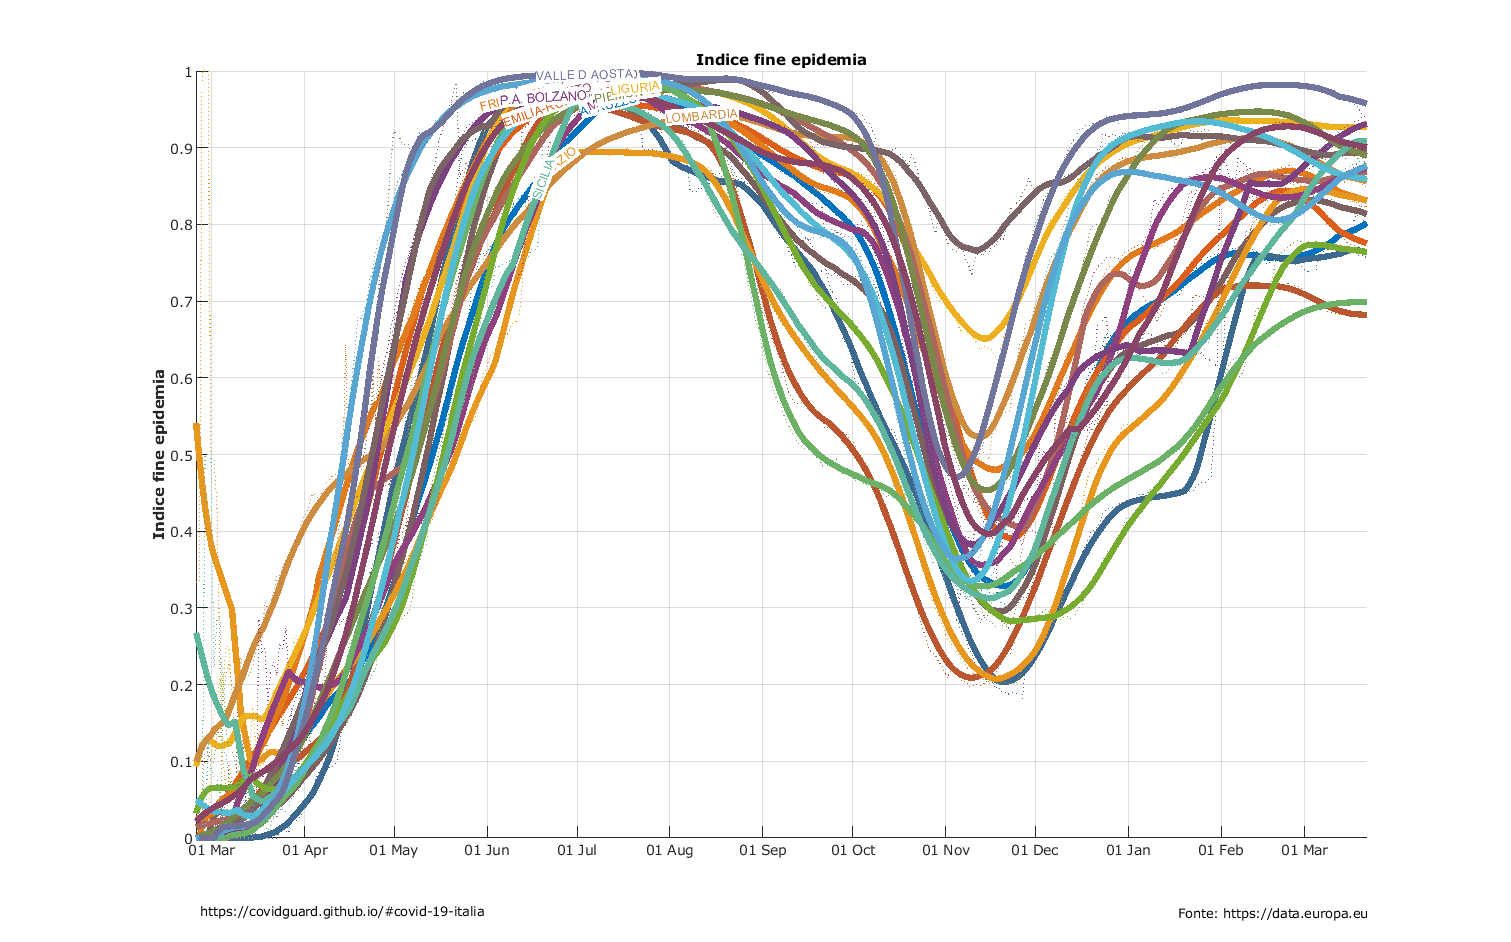 Indice fine epidemia
Indice fine epidemia
1
0.9
0.8
0.7
0.6
0.5
0.4
0.3
0.2
0.1
0
VALLE D AOSTA
LIGURIA
P.A. BOLZANO
LOMBARDIA
SICILIA
01 Mar
01 Apr
01 May
01 Jun
01 Jul
01 Aug
01 Sep
01 Oct
01 Nov
01 Dec
01 Jan
01 Feb
01 Mar
https://covidguard.github.io/#covid-19-italia
Fonte: https://data.europa.eu